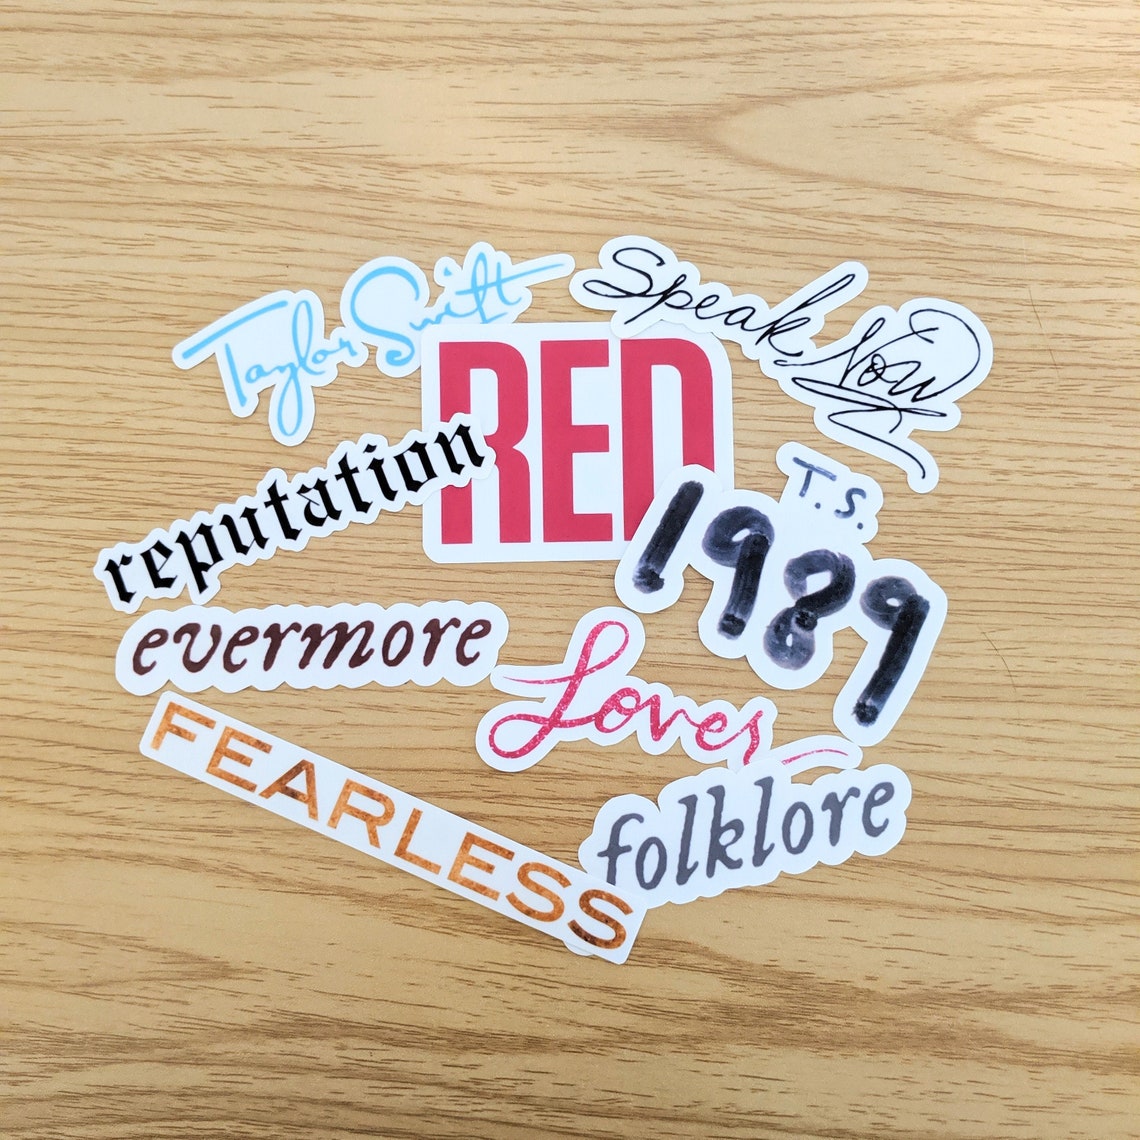 Taylor Swift
Speak Now
RED
reputation
T.S.
1989
evermore
Lover
folklore
FEARLESS